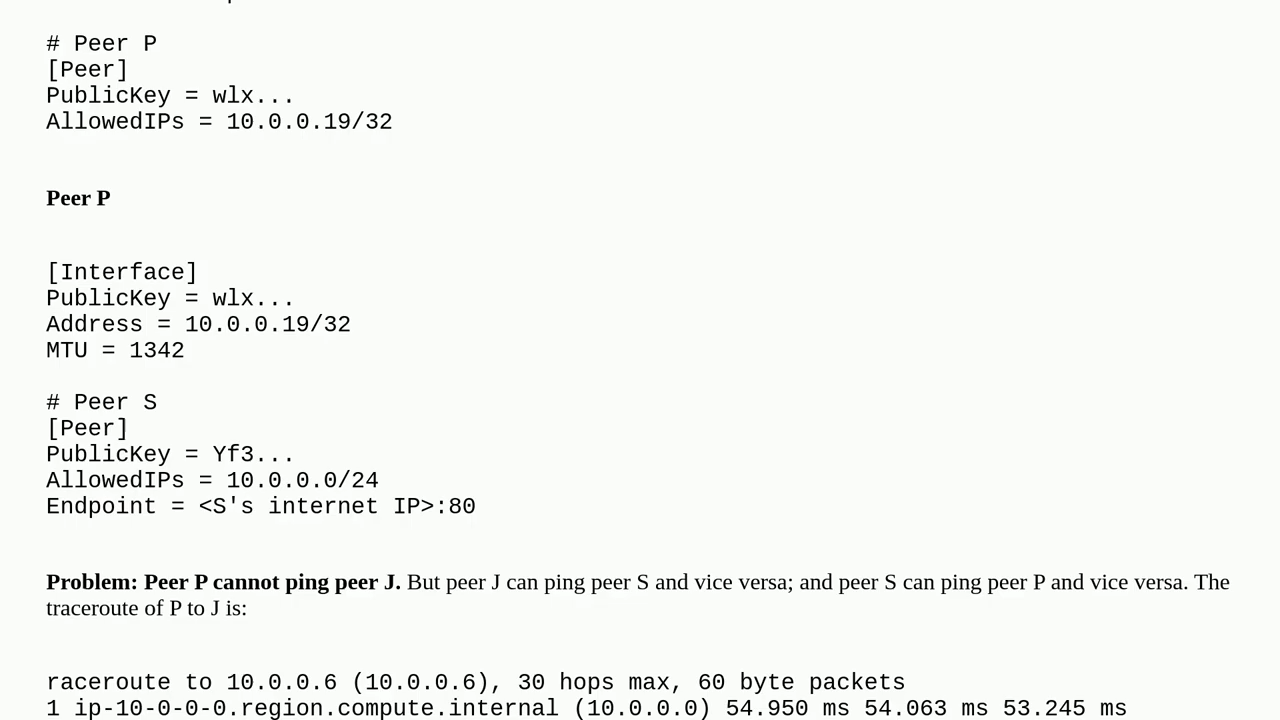 # Peer P
[Peer]
PublicKey = wlx...
AllowedIPs = 10.0.0.19/32
Peer P
[Interface]
PublicKey = wlx...
Address = 10.0.0.19/32
MTU = 1342
# Peer S
[Peer]
PublicKey = Yf3...
AllowedIPs = 10.0.0.0/24
Endpoint = <S's internet IP>:80
Problem: Peer P cannot ping peer J. But peer J can ping peer S and vice versa; and peer S can ping peer P and vice versa. The
traceroute of P to J is:
raceroute to 10.0.0.6 (10.0.0.6), 30 hops max, 60 byte packets
1 ip-10-0-0-0.region.compute.internal (10.0.0.0) 54.950 ms 54.063 ms 53.245 ms